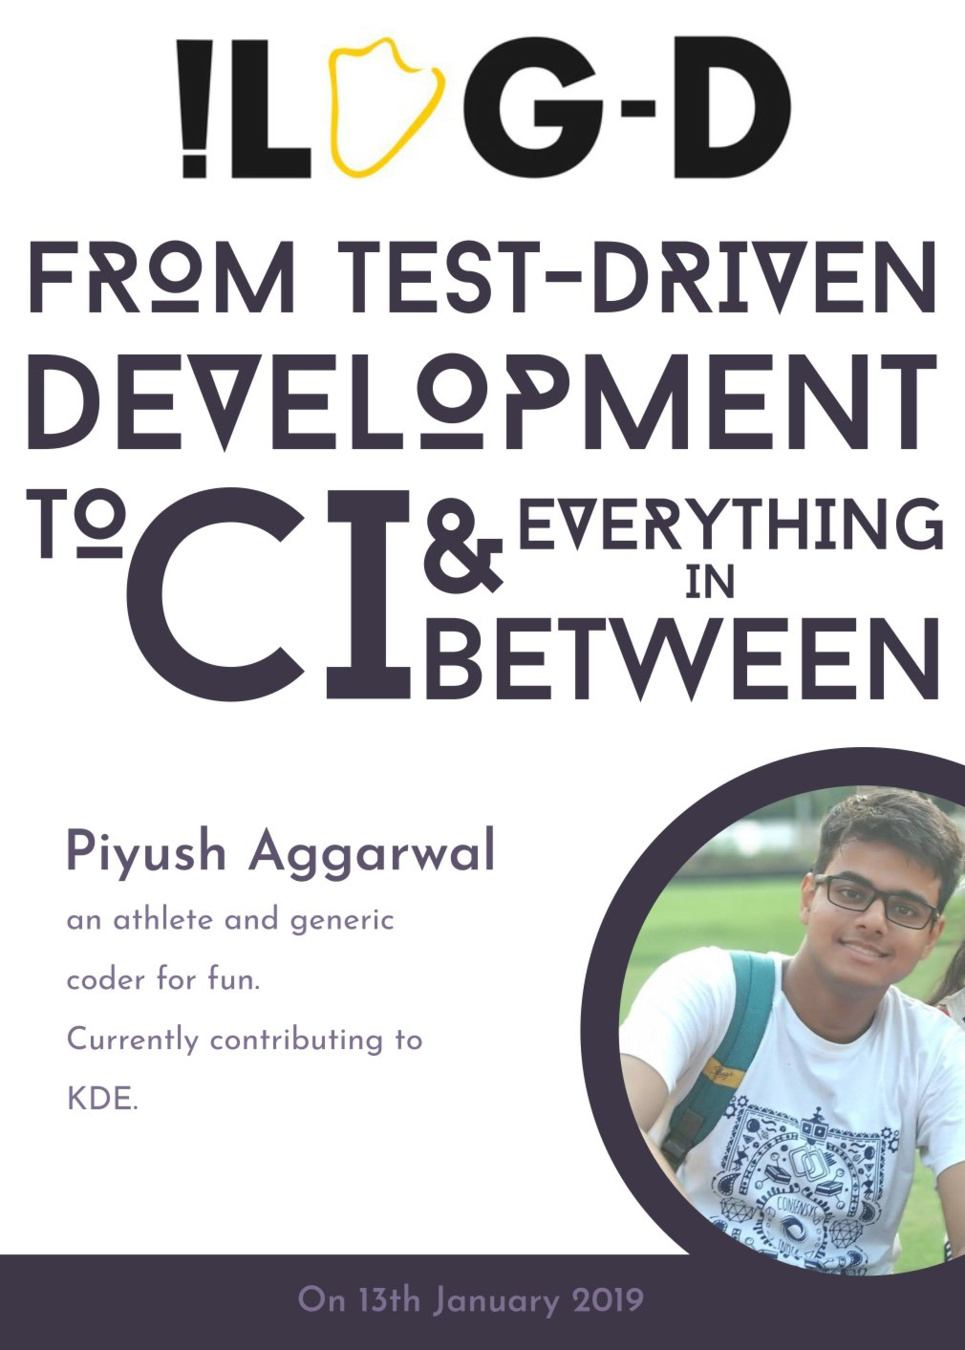 !LUG-D
FROM TEST-DRIVEN
DEVELOPMENT
TO CI & EVERYTHING
IN
BETWEEN
Piyush Aggarwal
an athlete and generic
coder for fun.
Currently contributing to
KDE.
On 13th January 2019